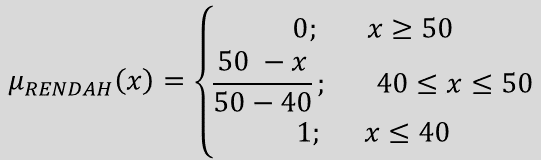 0; x ≥ 50
μ_RENDAH(x) = { (50 − x)/(50 − 40); 40 ≤ x ≤ 50
1; x ≤ 40